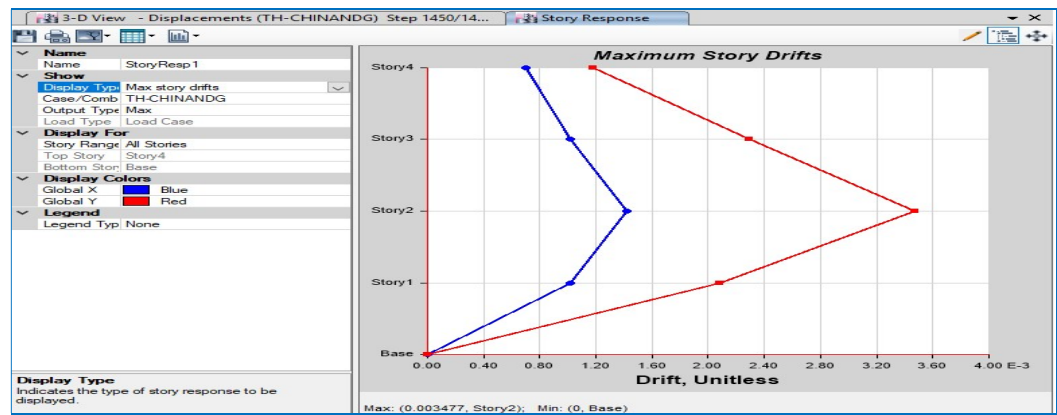 3-D View - Displacements (TH-CHINANDG) Step 1450/14...
Story Response
Name
Name StoryResp1
Show
Display Typ Max story drifts
Case/Comb TH-CHINANDG
Output Type Max
Load Type Load Case
Display For
Story Range All Stories
Top Story Story4
Bottom Stor Base
Display Colors
Global X Blue
Global Y Red
Legend
Legend Typ None
Display Type
Indicates the type of story response to be
displayed.
Maximum Story Drifts
Story4
Story3
Story2
Story1
Base
0.00 0.40 0.80 1.20 1.60 2.00 2.40 2.80 3.20 3.60 4.00 E-3
Drift, Unitless
Max: (0.003477, Story2); Min: (0, Base)